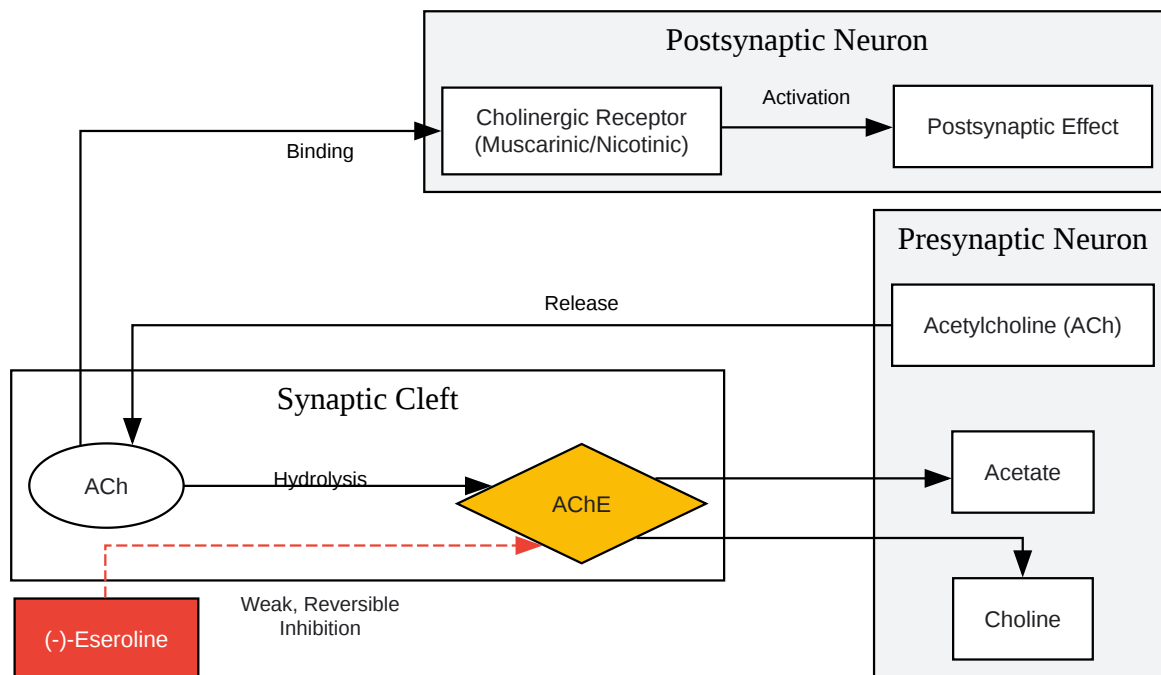 Postsynaptic Neuron
Cholinergic Receptor
(Muscarinic/Nicotinic)
Activation
Postsynaptic Effect
Binding
Presynaptic Neuron
Acetylcholine (ACh)
Release
Synaptic Cleft
ACh
Hydrolysis
AChE
Acetate
Choline
Weak, Reversible
Inhibition
(-)-Eseroline